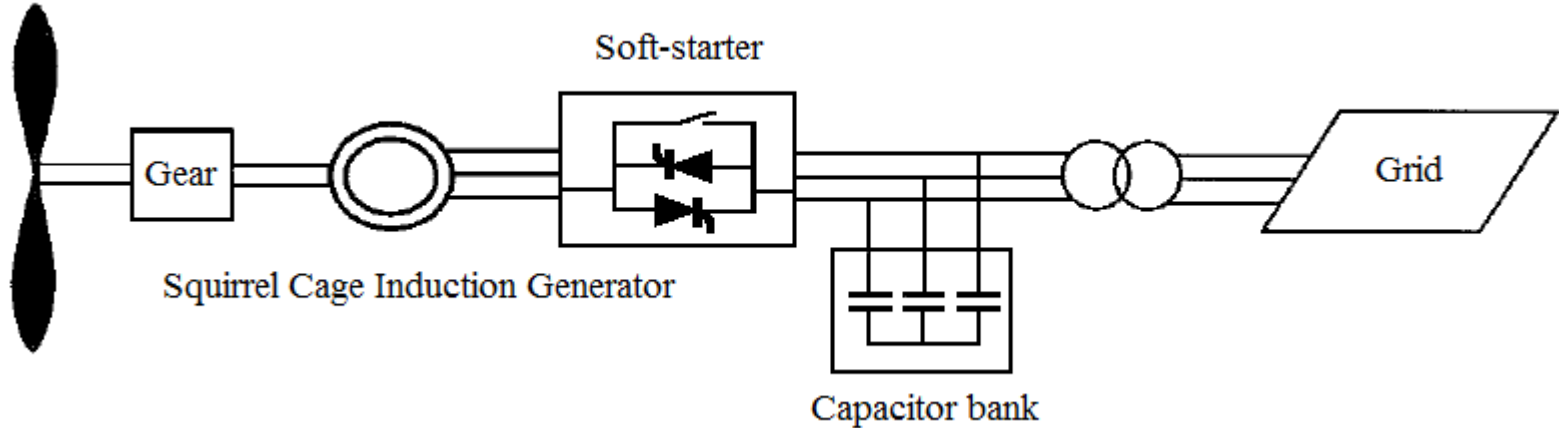 Soft-starter
Gear
Grid
Squirrel Cage Induction Generator
Capacitor bank